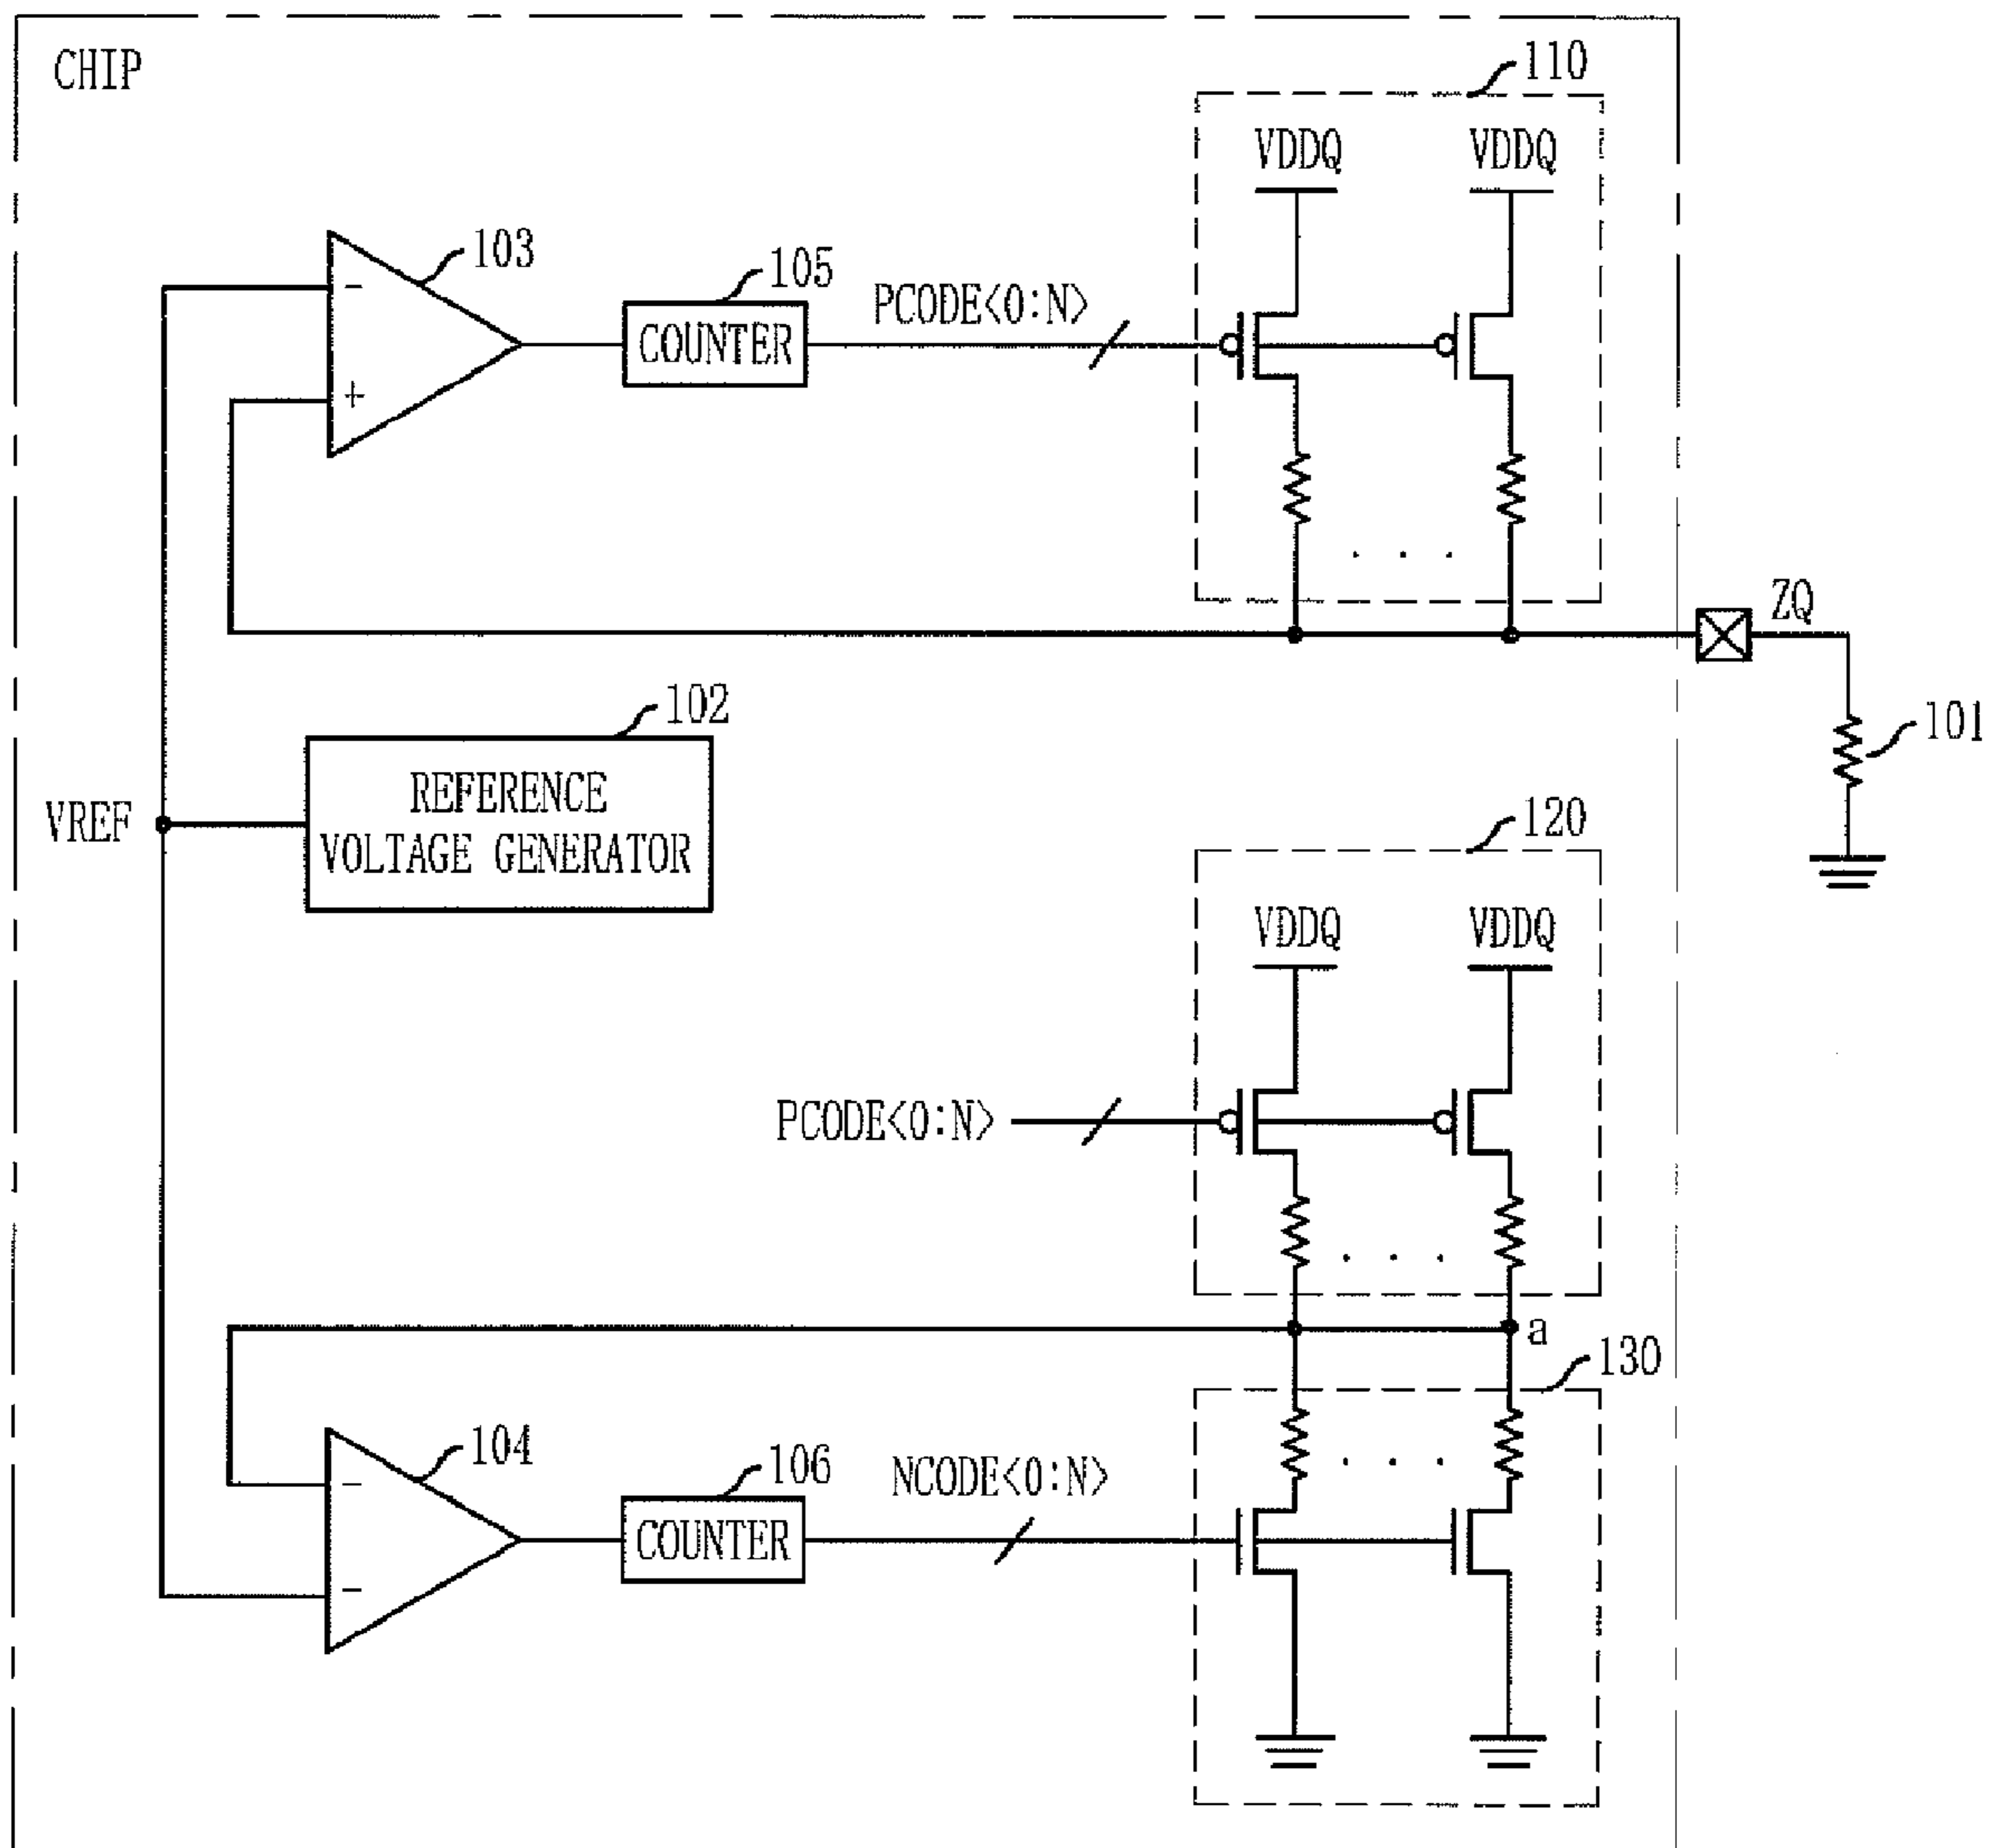 CHIP
110
VDDQ VDDQ
103
-
+
105
COUNTER
PCODE<0:N>
. . .
ZQ
101
102
REFERENCE
VOLTAGE GENERATOR
VREF
120
VDDQ VDDQ
PCODE<0:N>
. . .
a
130
104
-
-
106
COUNTER
NCODE<0:N>
. . .